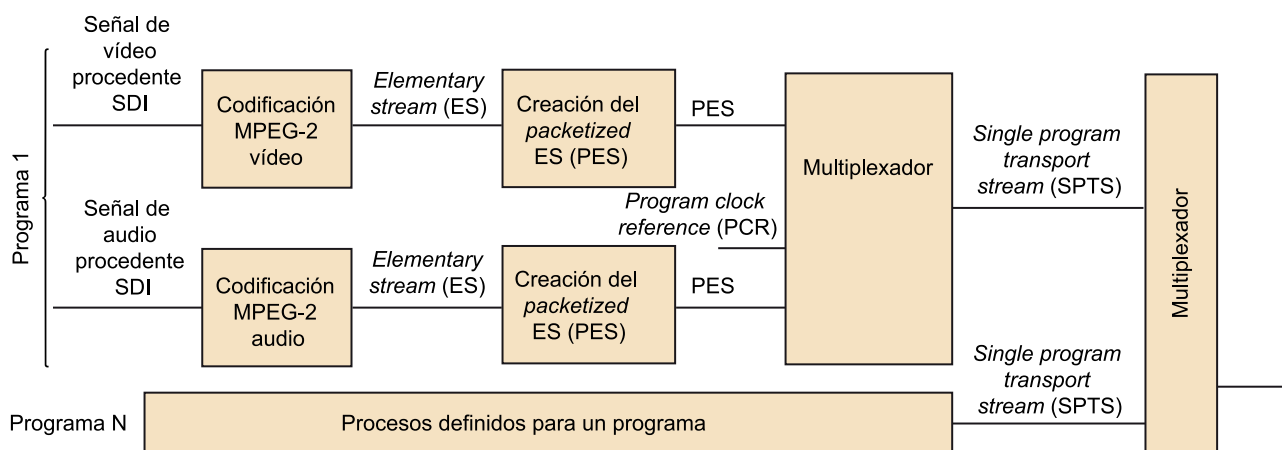 Programa 1
Señal de
vídeo
procedente
SDI
Codificación
MPEG-2
vídeo
Elementary
stream (ES)
Creación del
packetized
ES (PES)
PES
Señal de
audio
procedente
SDI
Codificación
MPEG-2
audio
Elementary
stream (ES)
Creación del
packetized
ES (PES)
PES
Program clock
reference (PCR)
Multiplexador
Single program
transport
stream (SPTS)
Programa N
Procesos definidos para un programa
Single program
transport
stream (SPTS)
Multiplexador